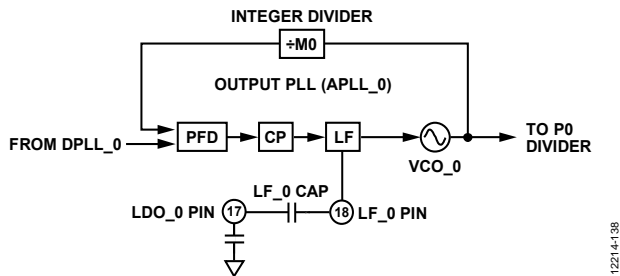 INTEGER DIVIDER
÷M0
OUTPUT PLL (APLL_0)
FROM DPLL_0
PFD
CP
LF
VCO_0
TO P0
DIVIDER
LF_0 CAP
LDO_0 PIN
17
18
LF_0 PIN
12214-138